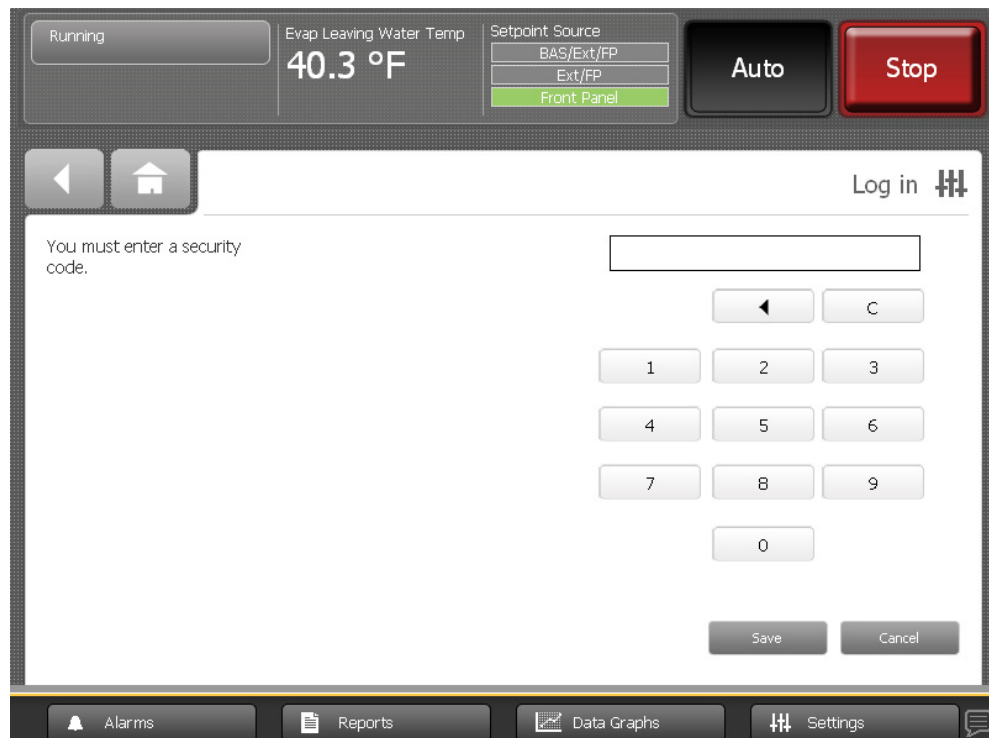 Running
Evap Leaving Water Temp
40.3 °F
Setpoint Source
BAS/Ext/FP
Ext/FP
Front Panel
Auto
Stop
Log in
You must enter a security
code.
C
1 2 3
4 5 6
7 8 9
0
Save Cancel
Alarms Reports Data Graphs Settings